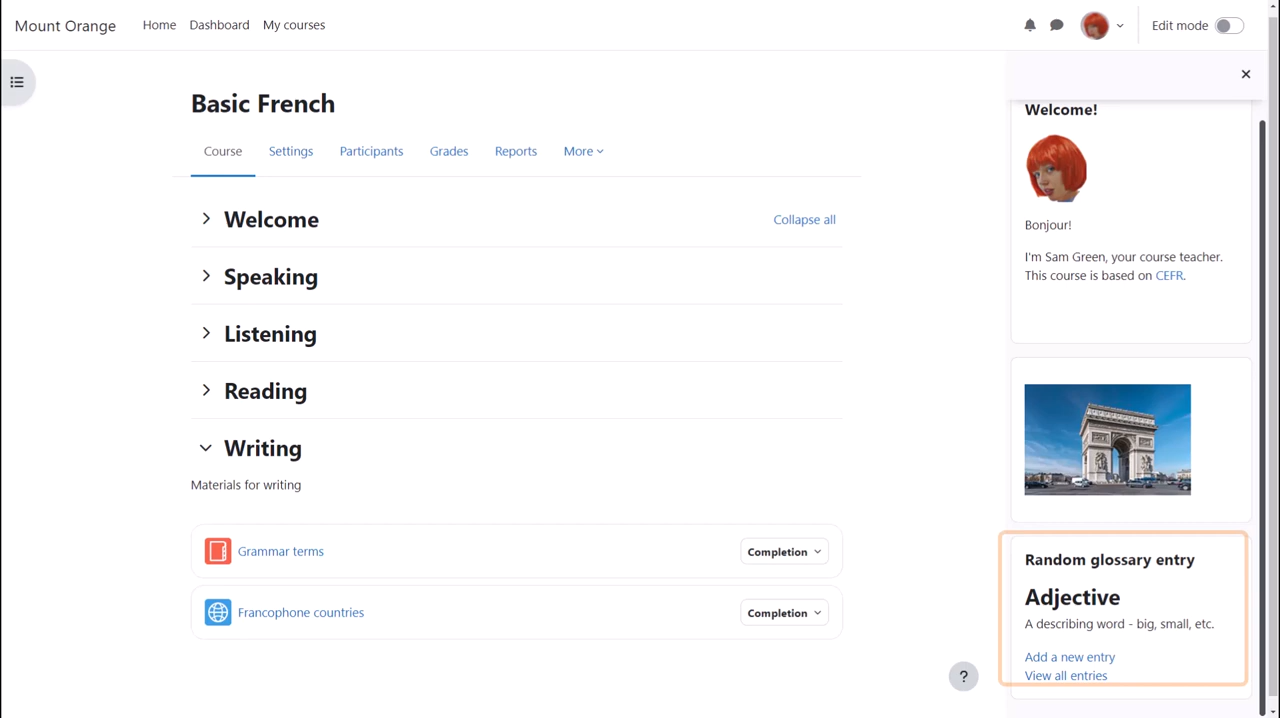 Mount Orange
Home
Dashboard
My courses
Edit mode
Basic French
Course
Settings
Participants
Grades
Reports
More
Welcome
Collapse all
Speaking
Listening
Reading
Writing
Materials for writing
Grammar terms
Completion
Francophone countries
Completion
Welcome!
Bonjour!
I'm Sam Green, your course teacher.
This course is based on CEFR.
Random glossary entry
Adjective
A describing word - big, small, etc.
Add a new entry
View all entries
?